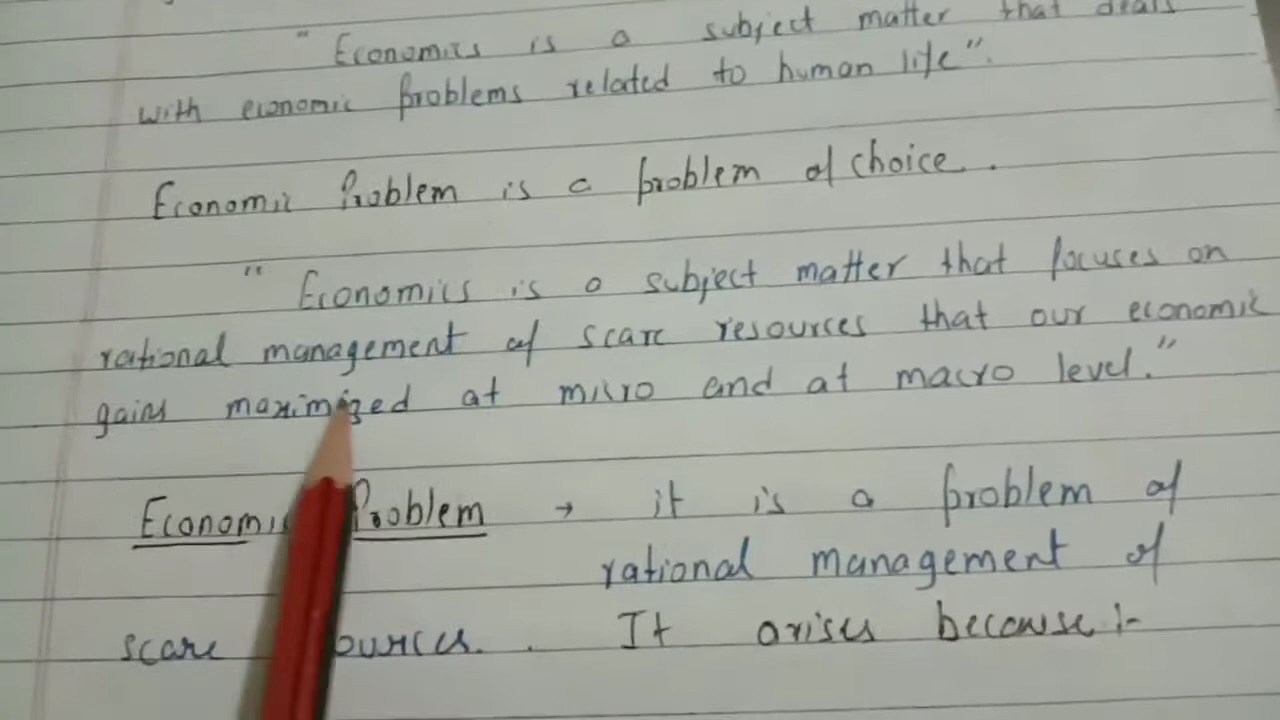 " Economics is a subject matter that deals
with economic problems related to human life".
Economic Problem is a problem of choice.
" Economics is a subject matter that focuses on
rational management of scarc resources that our economic
gains maximized at micro and at macro level."
Economic Problem → it is a problem of
rational management of
scarc . It arises because :-